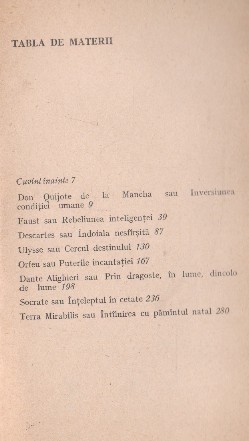 TABLA DE MATERII
Cuvînt înainte 7
Don Quijote de la Mancha sau Inversiunea
condiției umane 9
Faust sau Rebeliunea inteligenței 39
Descartes sau Îndoiala nesfîrșită 87
Ulysse sau Cercul destinului 130
Orfeu sau Puterile incantației 167
Dante Alighieri sau Prin dragoste, în lume, dincolo
de lume 198
Socrate sau Înțeleptul în cetate 236
Terra Mirabilis sau Întîlnirea cu pămîntul natal 280